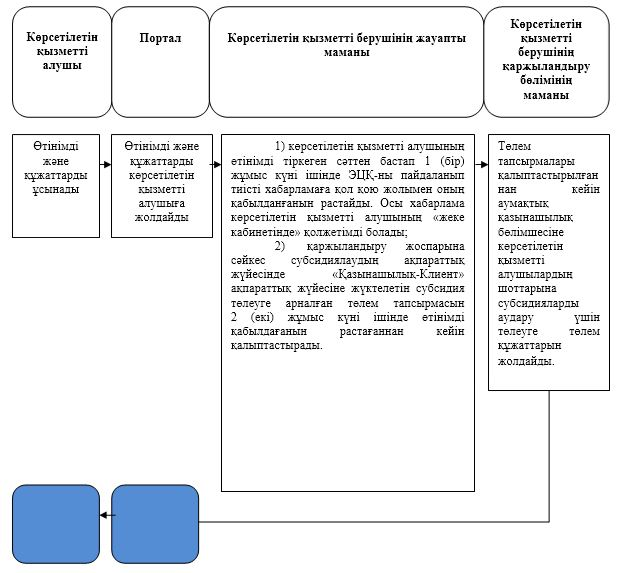 Көрсетілетін
қызметті
алушы
Портал
Көрсетілетін қызметті берушінің жауапты
маманы
Көрсетілетін
қызметті
берушінің
қаржыландыру
бөлімінің
маманы
Өтінімді
және
құжаттарды
ұсынады
Өтінімді және
құжаттарды
көрсетілетін
қызметті
алушыға
жолдайды
1) көрсетілетін қызметті алушының
өтінімді тіркеген сәттен бастап 1 (бір)
жұмыс күні ішінде ЭЦҚ-ны пайдаланып
тиісті хабарламаға қол қою жолымен оның
қабылданғанын растайды. Осы хабарлама
көрсетілетін қызметті алушының «жеке
кабинетінде» қолжетімді болады;
2) қаржыландыру жоспарына
сәйкес субсидиялаудың ақпараттық
жүйесінде «Қазынашылық-Клиент»
ақпараттық жүйесіне жүктелетін субсидия
төлеуге арналған төлем тапсырмасын
2 (екі) жұмыс күні ішінде өтінімді
қабылдағанын растағаннан кейін
қалыптастырады.
Төлем
тапсырмалары
қалыптастырылған
нан кейін
аумақтық
қазынашылық
бөлімшесіне
көрсетілетін
қызметті
алушылардың
шоттарына
субсидияларды
аудару үшін
төлеуге төлем
құжаттарын
жолдайды.